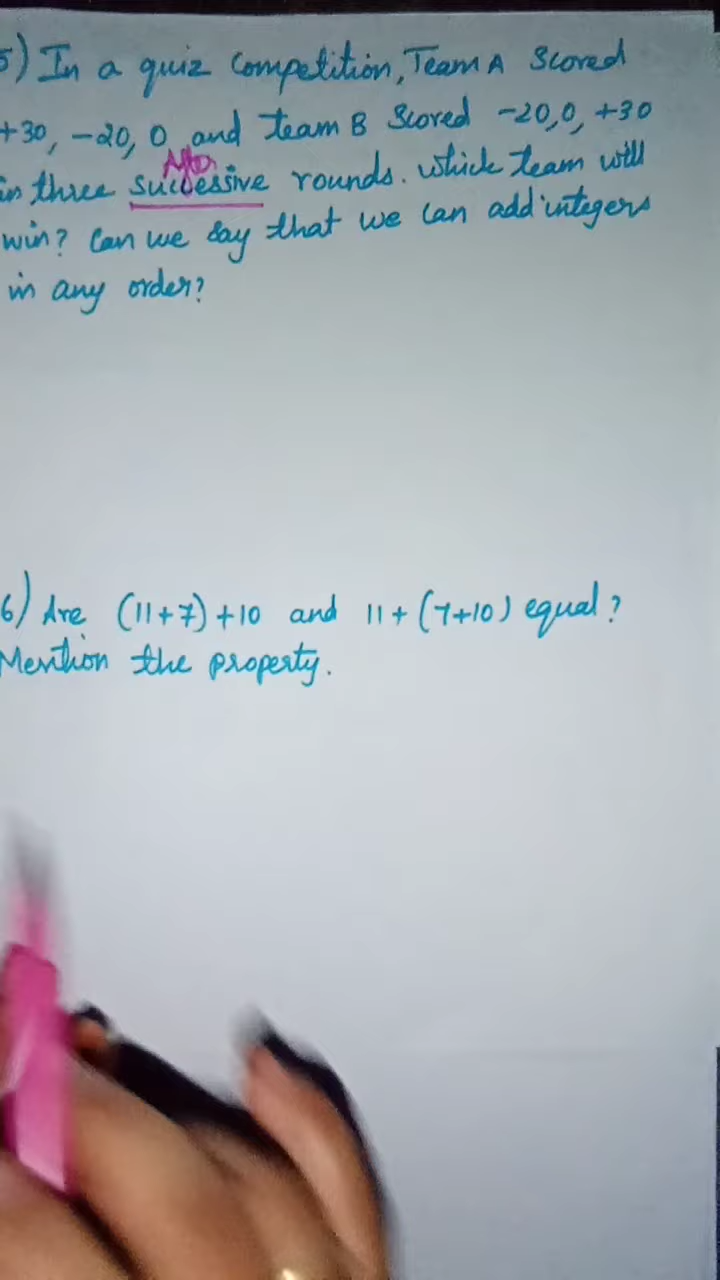 5) In a quiz Competition, Team A Scored
+30, -20, 0 and team B Scored -20, 0, +30
After
in three successive rounds. which team will
win? Can we say that we can add integers
in any order?
6) Are (11+7)+10 and 11+(7+10) equal?
Mention the property.